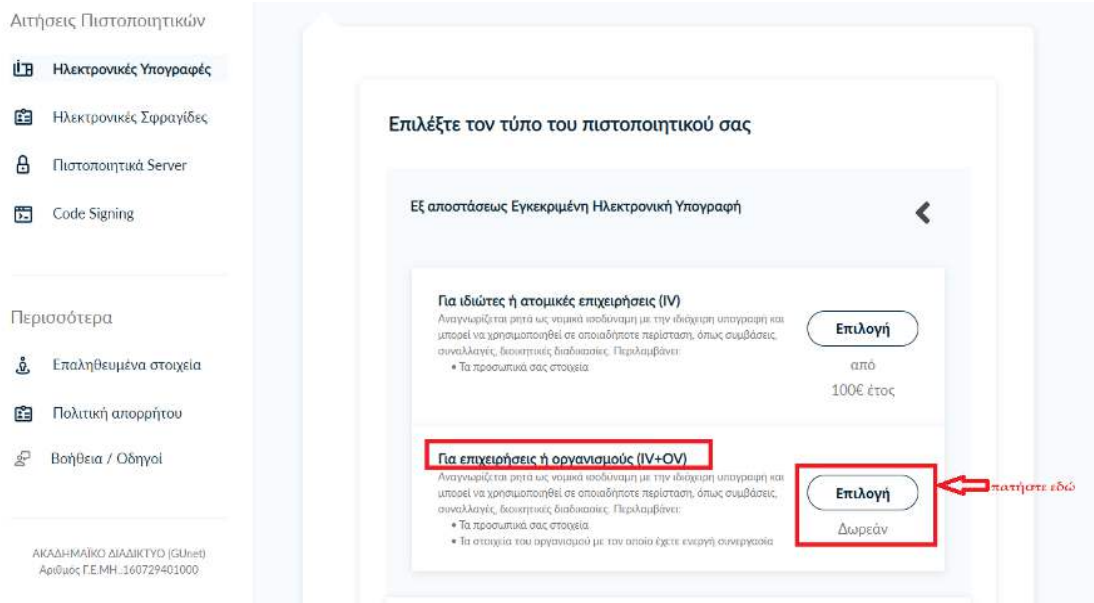 Αιτήσεις Πιστοποιητικών
Ηλεκτρονικές Υπογραφές
Ηλεκτρονικές Σφραγίδες
Πιστοποιητικά Server
Code Signing
Περισσότερα
Επαληθευμένα στοιχεία
Πολιτική απορρήτου
Βοήθεια / Οδηγοί
ΑΚΑΔΗΜΑΪΚΟ ΔΙΑΔΙΚΤΥΟ (GUnet)
Αριθμός Γ.Ε.ΜΗ.:160729401000
Επιλέξτε τον τύπο του πιστοποιητικού σας
Εξ αποστάσεως Εγκεκριμένη Ηλεκτρονική Υπογραφή
Για ιδιώτες ή ατομικές επιχειρήσεις (IV)
Αναγνωρίζεται ρητά ως νομικά ισοδύναμη με την ιδιόχειρη υπογραφή και
μπορεί να χρησιμοποιηθεί σε οποιαδήποτε περίσταση, όπως συμβάσεις,
συναλλαγές, διοικητικές διαδικασίες. Περιλαμβάνει:
• Τα προσωπικά σας στοιχεία
Επιλογή
από
100€ έτος
Για επιχειρήσεις ή οργανισμούς (IV+OV)
Αναγνωρίζεται ρητά ως νομικά ισοδύναμη με την ιδιόχειρη υπογραφή και
μπορεί να χρησιμοποιηθεί σε οποιαδήποτε περίσταση, όπως συμβάσεις,
συναλλαγές, διοικητικές διαδικασίες. Περιλαμβάνει:
• Τα προσωπικά σας στοιχεία
• Τα στοιχεία του οργανισμού με τον οποίο έχετε ενεργή συνεργασία
Επιλογή
Δωρεάν
πατήστε εδώ